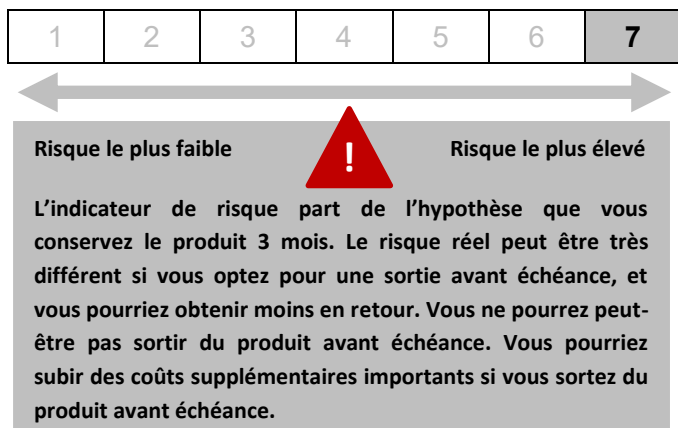 1 2 3 4 5 6 7
!
Risque le plus faible Risque le plus élevé
L'indicateur de risque part de l'hypothèse que vous
conservez le produit 3 mois. Le risque réel peut être très
différent si vous optez pour une sortie avant échéance, et
vous pourriez obtenir moins en retour. Vous ne pourrez peut-
être pas sortir du produit avant échéance. Vous pourriez
subir des coûts supplémentaires importants si vous sortez du
produit avant échéance.